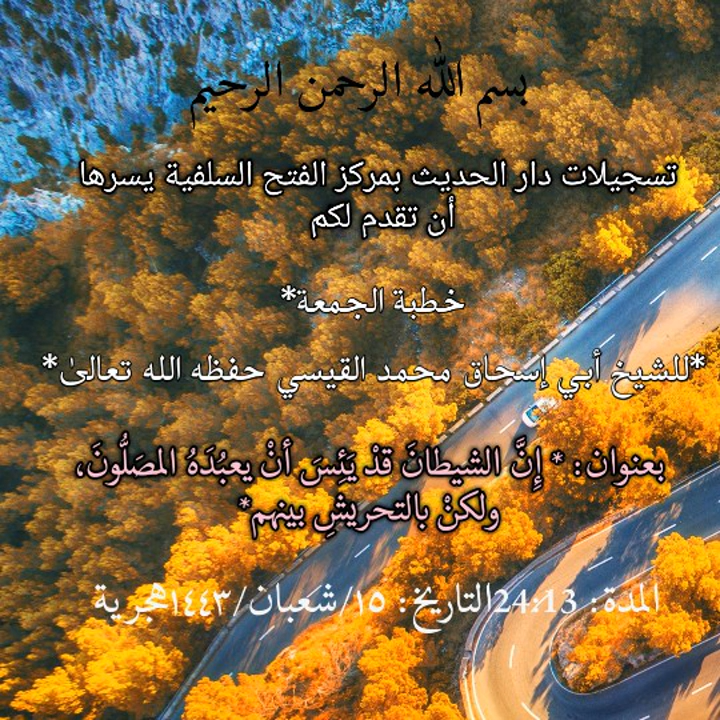 بسم الله الرحمن الرحيم
تسجيلات دار الحديث بمركز الفتح السلفية يسرها
أن تقدم لكم
خطبة الجمعة*
*للشيخ أبي إسحاق محمد القيسي حفظه الله تعالىٰ*
بعنوان: * إِنَّ الشيطانَ قدْ يَئِسَ أنْ يعبُدَهُ المصَلُّونَ،
ولكنْ بالتحريشِ بينهم*
المدة: 24:13التاريخ: ١٥/شعبان/١٤٤٣هجرية